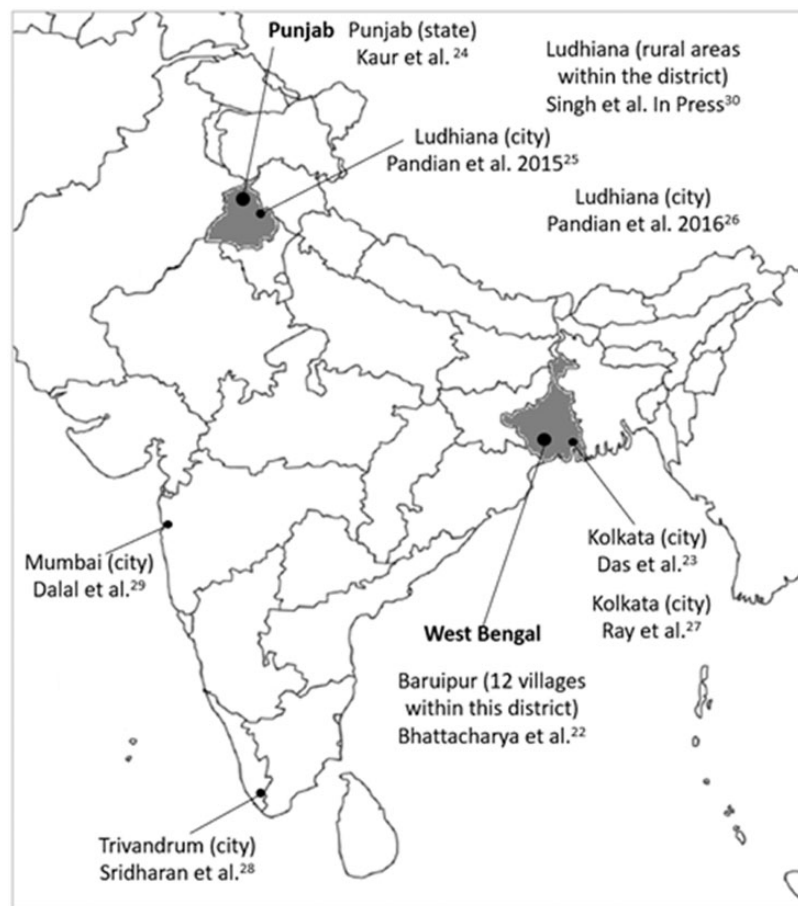 Punjab Punjab (state)
Kaur et al. 24
Ludhiana (rural areas
within the district)
Singh et al. In Press30
Ludhiana (city)
Pandian et al. 201525
Ludhiana (city)
Pandian et al. 201626
Kolkata (city)
Das et al.23
Mumbai (city)
Dalal et al.29
Kolkata (city)
Ray et al.27
West Bengal
Baruipur (12 villages
within this district)
Bhattacharya et al.22
Trivandrum (city)
Sridharan et al.28